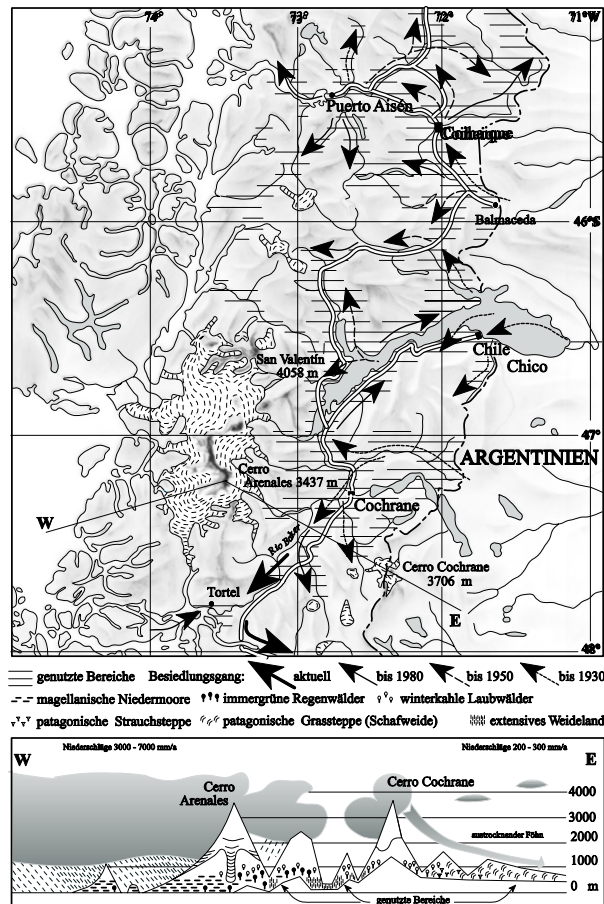 74° 73° 72° 71°W
Puerto Aisén
Coihaique
Balmaceda
46°S
San Valentín
4058 m
Chile
Chico
47°
ARGENTINIEN
Cerro
Arenales 3437 m
Cochrane
W
Río Baker
Cerro Cochrane
3706 m
Tortel
E
48°
genutzte Bereiche Besiedlungsgang: aktuell bis 1980 bis 1950 bis 1930
magellanische Niedermoore immergrüne Regenwälder winterkahle Laubwälder
patagonische Strauchsteppe patagonische Grassteppe (Schafweide) extensives Weideland
Niederschläge 3000 - 7000 mm/a Niederschläge 200 - 300 mm/a
W E
Cerro
Arenales
Cerro Cochrane
4000
3000
austrocknender Föhn
2000
1000
0 m
genutzte Bereiche